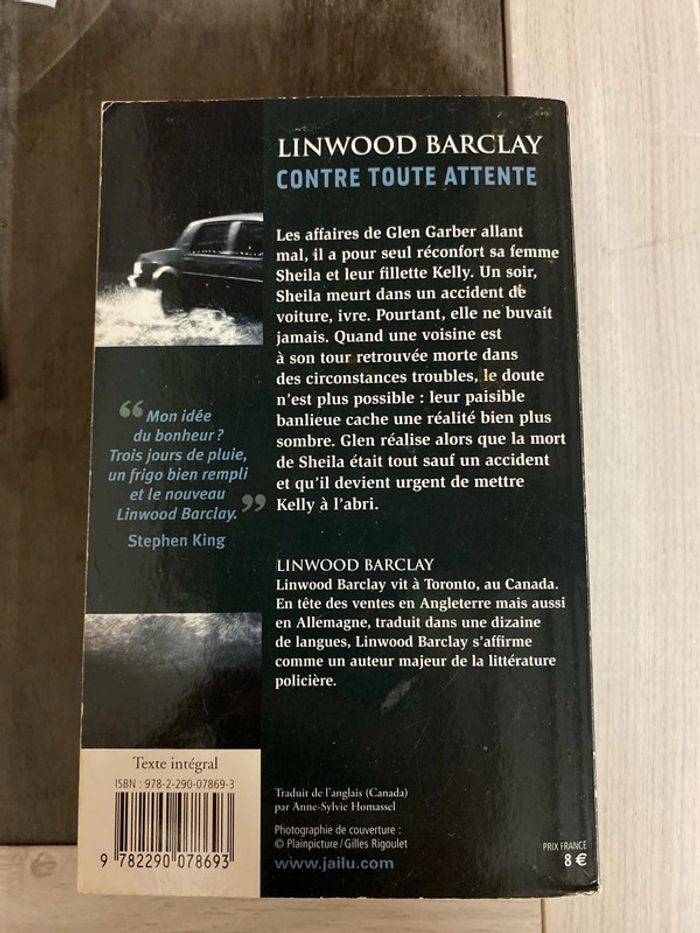 LINWOOD BARCLAY
CONTRE TOUTE ATTENTE
Les affaires de Glen Garber allant
mal, il a pour seul réconfort sa femme
Sheila et leur fillette Kelly. Un soir,
Sheila meurt dans un accident de
voiture, ivre. Pourtant, elle ne buvait
jamais. Quand une voisine est
à son tour retrouvée morte dans
des circonstances troubles, le doute
n'est plus possible : leur paisible
banlieue cache une réalité bien plus
sombre. Glen réalise alors que la mort
de Sheila était tout sauf un accident
et qu'il devient urgent de mettre
Kelly à l'abri.
“ Mon idée
du bonheur ?
Trois jours de pluie,
un frigo bien rempli
et le nouveau
Linwood Barclay. ”
Stephen King
LINWOOD BARCLAY
Linwood Barclay vit à Toronto, au Canada.
En tête des ventes en Angleterre mais aussi
en Allemagne, traduit dans une dizaine
de langues, Linwood Barclay s'affirme
comme un auteur majeur de la littérature
policière.
Texte intégral
ISBN : 978-2-290-07869-3
9 782290 078693
Traduit de l'anglais (Canada)
par Anne-Sylvie Homassel
Photographie de couverture :
© Plainpicture / Gilles Rigoulet
www.jailu.com
PRIX FRANCE
8 €